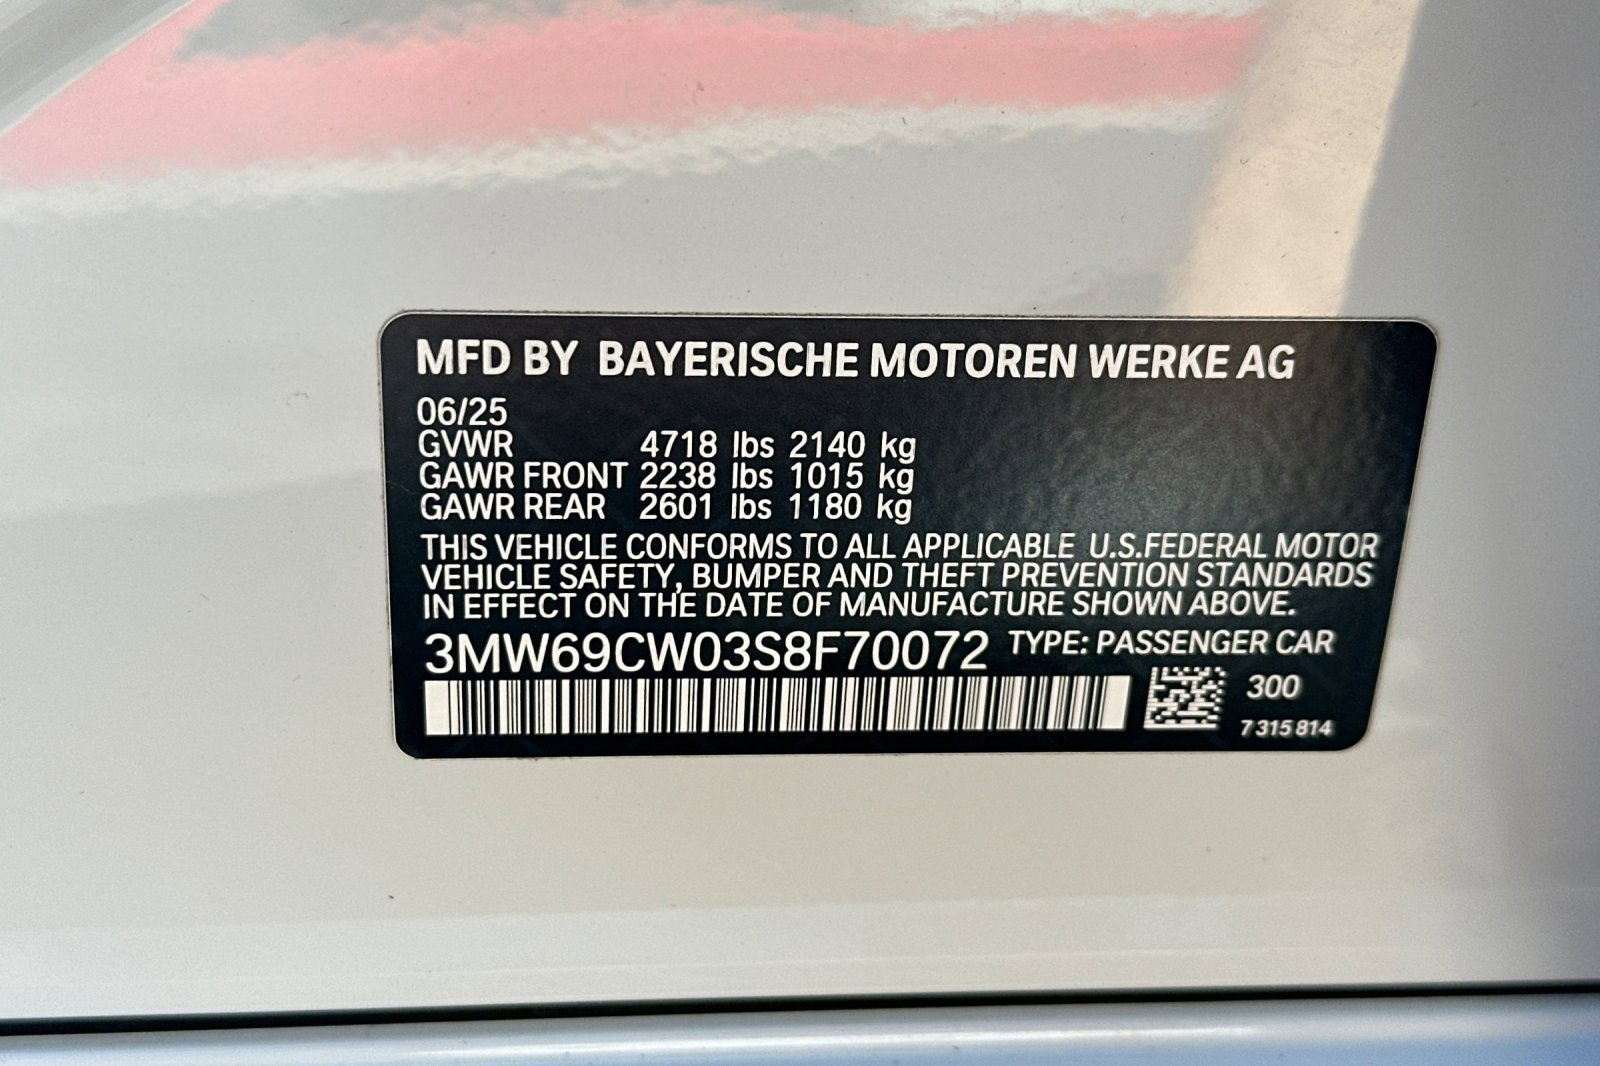 MFD BY BAYERISCHE MOTOREN WERKE AG
06/25
GVWR 4718 lbs 2140 kg
GAWR FRONT 2238 lbs 1015 kg
GAWR REAR 2601 lbs 1180 kg
THIS VEHICLE CONFORMS TO ALL APPLICABLE U.S.FEDERAL MOTOR
VEHICLE SAFETY, BUMPER AND THEFT PREVENTION STANDARDS
IN EFFECT ON THE DATE OF MANUFACTURE SHOWN ABOVE.
3MW69CW03S8F70072 TYPE: PASSENGER CAR
300
7 315 814